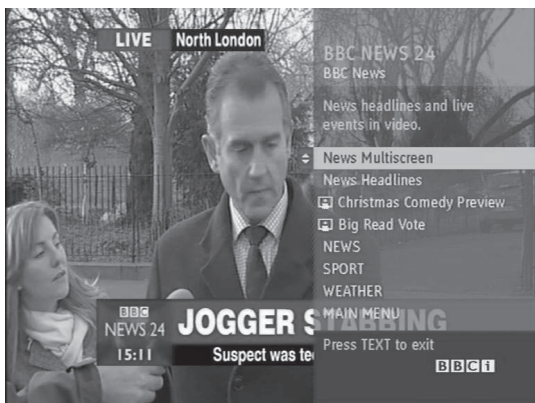 LIVE North London
BBC NEWS 24
BBC News
News headlines and live
events in video.
News Multiscreen
News Headlines
Christmas Comedy Preview
Big Read Vote
NEWS
SPORT
WEATHER
MAIN MENU
Press TEXT to exit
BBCi
BBC
NEWS 24
15:11
JOGGER STABBING
Suspect was